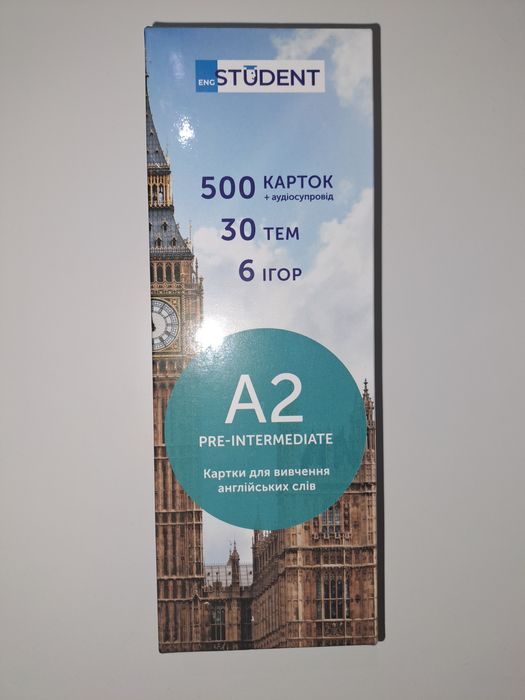 ENG STUDENT
500 КАРТОК
+ аудіосупровід
30 ТЕМ
6 ІГОР
A2
PRE-INTERMEDIATE
Картки для вивчення
англійських слів